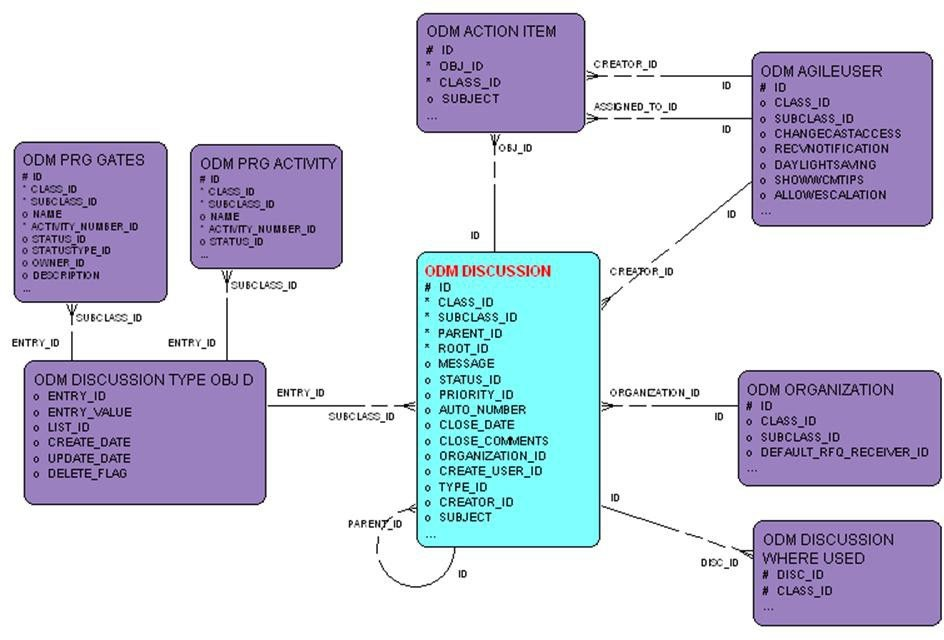 ODM ACTION ITEM
# ID
* OBJ_ID
* CLASS_ID
o SUBJECT
...
CREATOR_ID
ID
ASSIGNED_TO_ID
ID
ODM AGILEUSER
# ID
o CLASS_ID
o SUBCLASS_ID
o CHANGECASTACCESS
o RECVNOTIFICATION
o DAYLIGHTSAVING
o SHOWWCMTIPS
o ALLOWESCALATION
...
ODM PRG GATES
# ID
* CLASS_ID
* SUBCLASS_ID
o NAME
* ACTIVITY_NUMBER_ID
o STATUS_ID
o STATUSTYPE_ID
o OWNER_ID
o DESCRIPTION
...
ODM PRG ACTIVITY
# ID
* CLASS_ID
* SUBCLASS_ID
o NAME
* ACTIVITY_NUMBER_ID
o STATUS_ID
...
OBJ_ID
ID
ID
CREATOR_ID
SUBCLASS_ID
ENTRY_ID
SUBCLASS_ID
ENTRY_ID
ODM DISCUSSION TYPE OBJ D
o ENTRY_ID
o ENTRY_VALUE
o LIST_ID
o CREATE_DATE
o UPDATE_DATE
o DELETE_FLAG
ENTRY_ID
SUBCLASS_ID
ODM DISCUSSION
# ID
* CLASS_ID
* SUBCLASS_ID
* PARENT_ID
* ROOT_ID
o MESSAGE
o STATUS_ID
o PRIORITY_ID
o AUTO_NUMBER
o CLOSE_DATE
o CLOSE_COMMENTS
o ORGANIZATION_ID
o CREATE_USER_ID
o TYPE_ID
o CREATOR_ID
o SUBJECT
...
PARENT_ID
ID
ORGANIZATION_ID
ID
ODM ORGANIZATION
# ID
o CLASS_ID
o SUBCLASS_ID
o DEFAULT_RFQ_RECEIVER_ID
...
ID
DISC_ID
ODM DISCUSSION
WHERE USED
# DISC_ID
# CLASS_ID
...